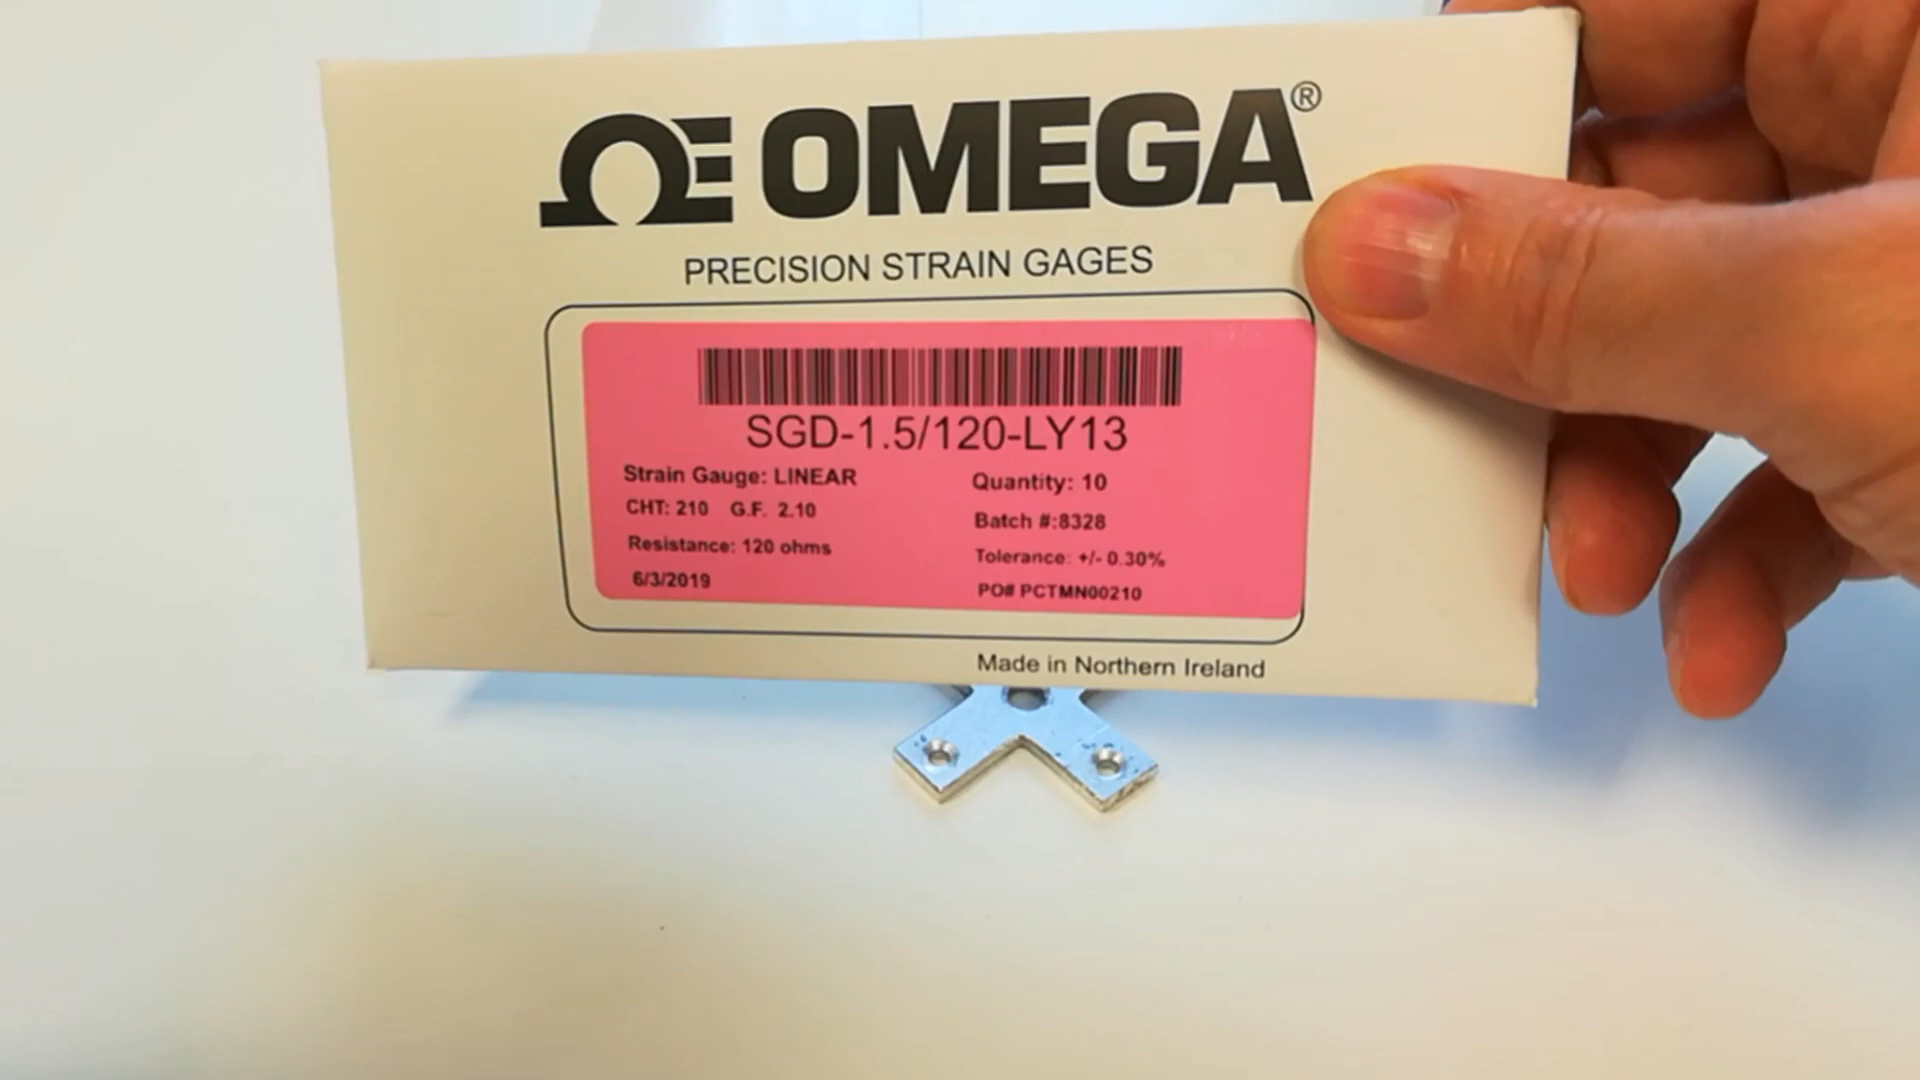 ΩE OMEGA®
PRECISION STRAIN GAGES
SGD-1.5/120-LY13
Strain Gauge: LINEAR
CHT: 210 G.F. 2.10
Resistance: 120 ohms
6/3/2019
Quantity: 10
Batch #:8328
Tolerance: +/- 0.30%
PO# PCTMN00210
Made in Northern Ireland